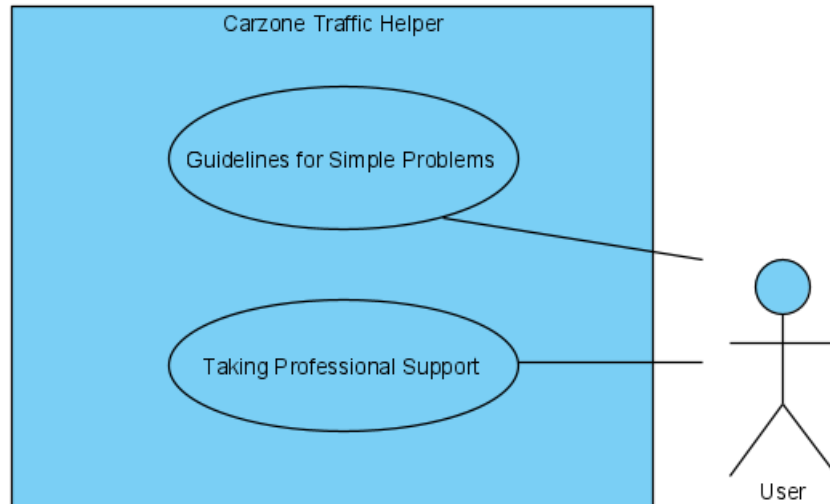 Carzone Traffic Helper
Guidelines for Simple Problems
Taking Professional Support
User